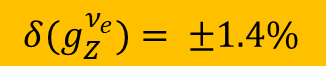 δ(g_Z^{ν_e}) = ±1.4%